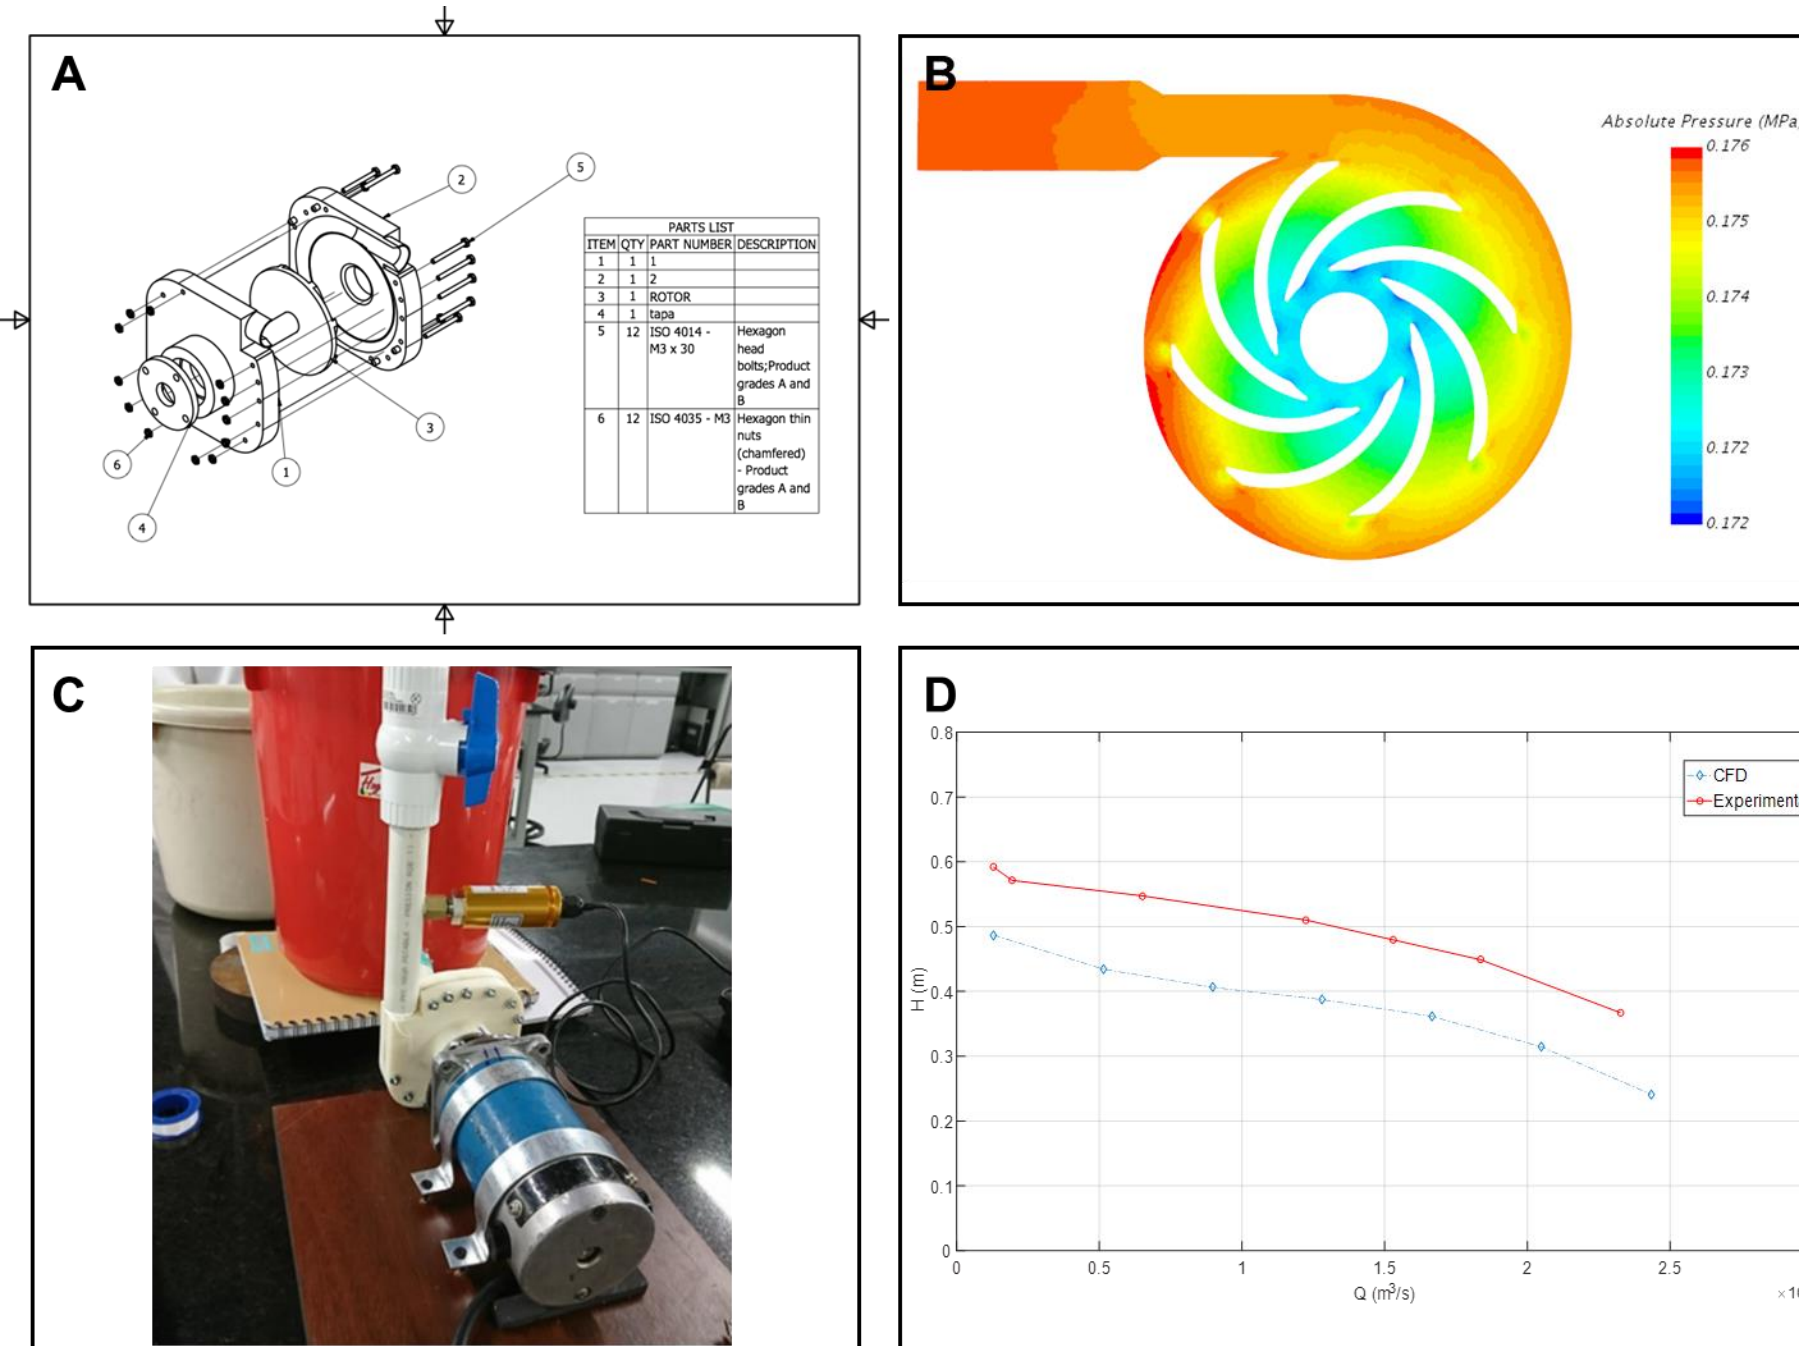 A
2
5
3
1
6
4
PARTS LIST
ITEM QTY PART NUMBER DESCRIPTION
1 1 1
2 1 2
3 1 ROTOR
4 1 tapa
5 12 ISO 4014 - Hexagon
M3 x 30 head
bolts;Product
grades A and
B
6 12 ISO 4035 - M3 Hexagon thin
nuts
(chamfered)
- Product
grades A and
B
B
Absolute Pressure (MPa
0.176
0.175
0.174
0.173
0.172
0.172
C
D
0.8
0.7
0.6
0.5
0.4
0.3
0.2
0.1
0
H (m)
0 0.5 1 1.5 2 2.5
Q (m³/s)
×10
CFD
Experiment